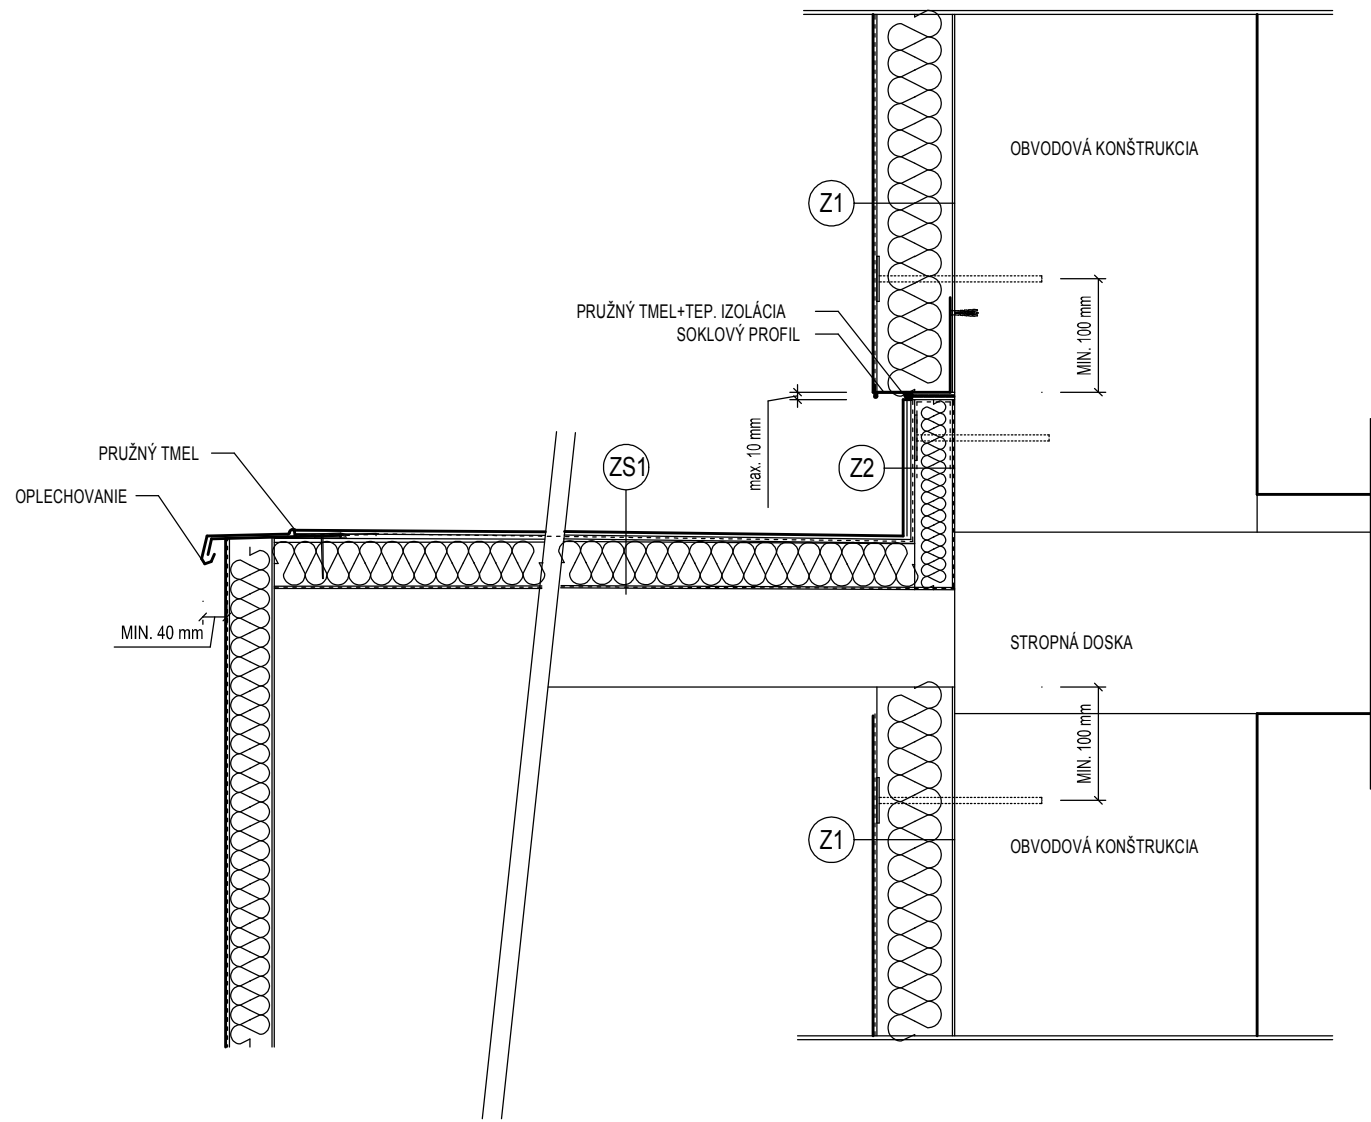 OBVODOVÁ KONŠTRUKCIA
Z1
PRUŽNÝ TMEL+TEP. IZOLÁCIA
SOKLOVÝ PROFIL
MIN. 100 mm
max. 10 mm
PRUŽNÝ TMEL
ZS1
Z2
OPLECHOVANIE
MIN. 40 mm
STROPNÁ DOSKA
MIN. 100 mm
Z1
OBVODOVÁ KONŠTRUKCIA